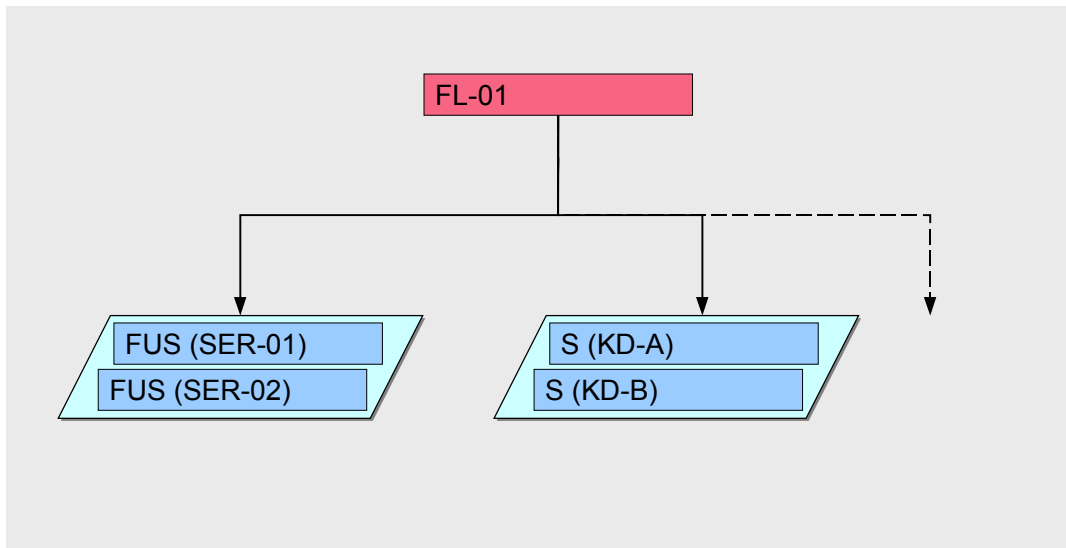 FL-01
FUS (SER-01)
FUS (SER-02)
S (KD-A)
S (KD-B)